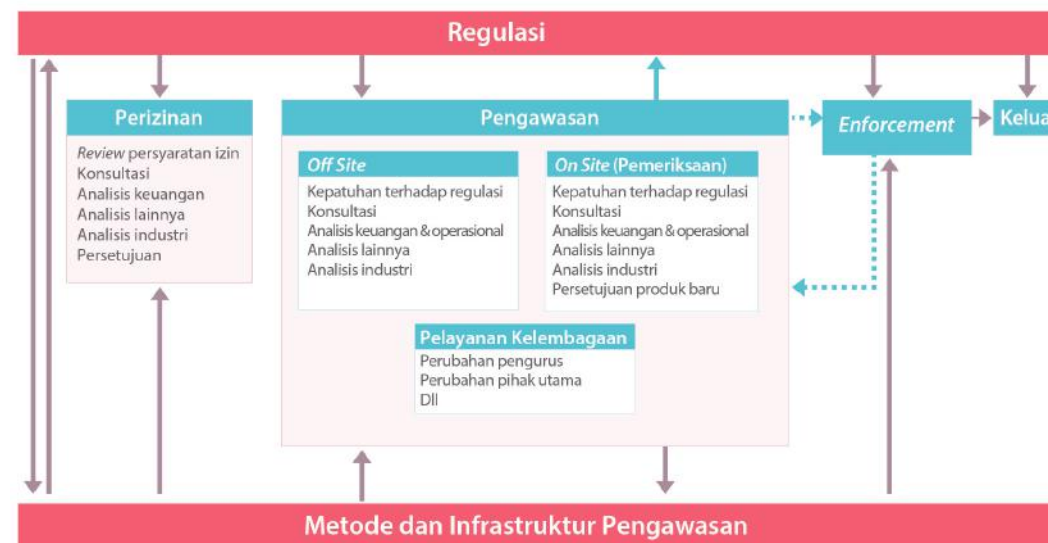 Regulasi
Perizinan
Review persyaratan izin
Konsultasi
Analisis keuangan
Analisis lainnya
Analisis industri
Persetujuan
Pengawasan
Off Site
Kepatuhan terhadap regulasi
Konsultasi
Analisis keuangan & operasional
Analisis lainnya
Analisis industri
On Site (Pemeriksaan)
Kepatuhan terhadap regulasi
Konsultasi
Analisis keuangan & operasional
Analisis lainnya
Analisis industri
Persetujuan produk baru
Pelayanan Kelembagaan
Perubahan pengurus
Perubahan pihak utama
Dll
Enforcement
Kelua
Metode dan Infrastruktur Pengawasan